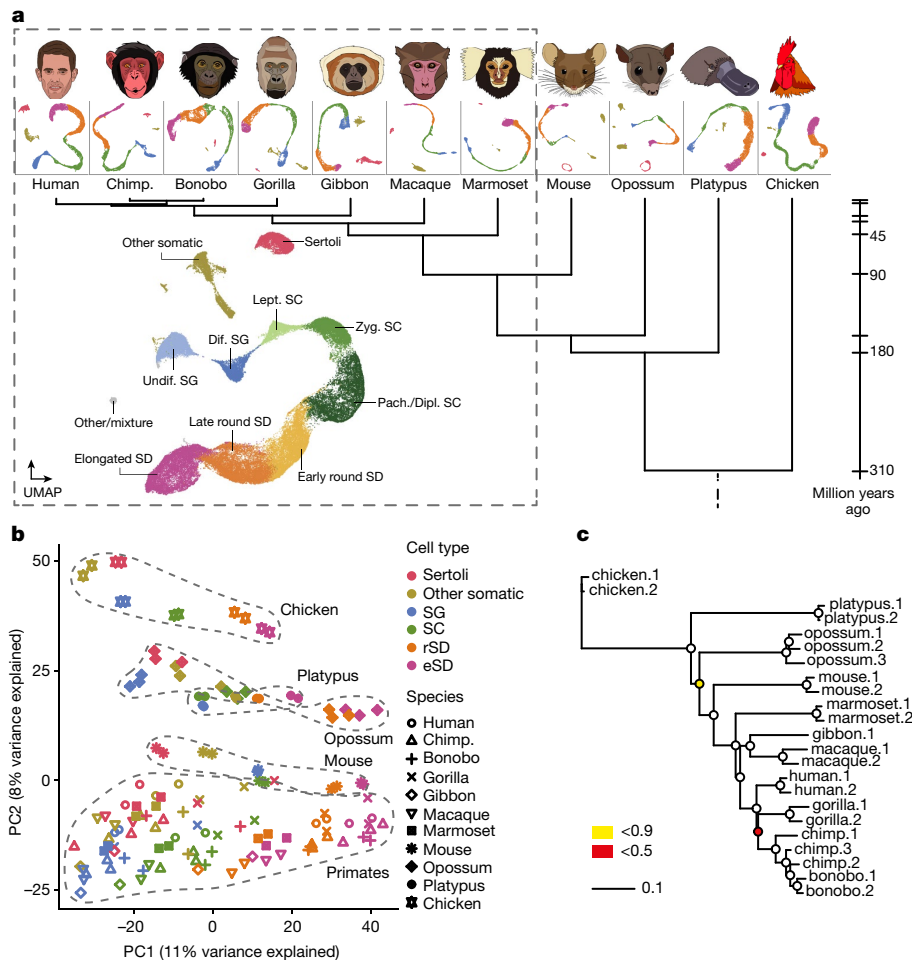 a
Human
Chimp.
Bonobo
Gorilla
Gibbon
Macaque
Marmoset
Mouse
Opossum
Platypus
Chicken
Other somatic
Sertoli
Lept. SC
Zyg. SC
Dif. SG
Undif. SG
Pach./Dipl. SC
Other/mixture
Late round SD
Elongated SD
Early round SD
UMAP
45
90
180
310
Million years
ago
b
50
25
0
−25
PC2 (8% variance explained)
−20
0
20
40
PC1 (11% variance explained)
Chicken
Platypus
Opossum
Mouse
Primates
Cell type
Sertoli
Other somatic
SG
SC
rSD
eSD
Species
Human
Chimp.
Bonobo
Gorilla
Gibbon
Macaque
Marmoset
Mouse
Opossum
Platypus
Chicken
c
chicken.1
chicken.2
platypus.1
platypus.2
opossum.1
opossum.2
opossum.3
mouse.1
mouse.2
marmoset.1
marmoset.2
gibbon.1
macaque.1
macaque.2
human.1
human.2
gorilla.1
gorilla.2
chimp.1
chimp.3
chimp.2
bonobo.1
bonobo.2
<0.9
<0.5
0.1